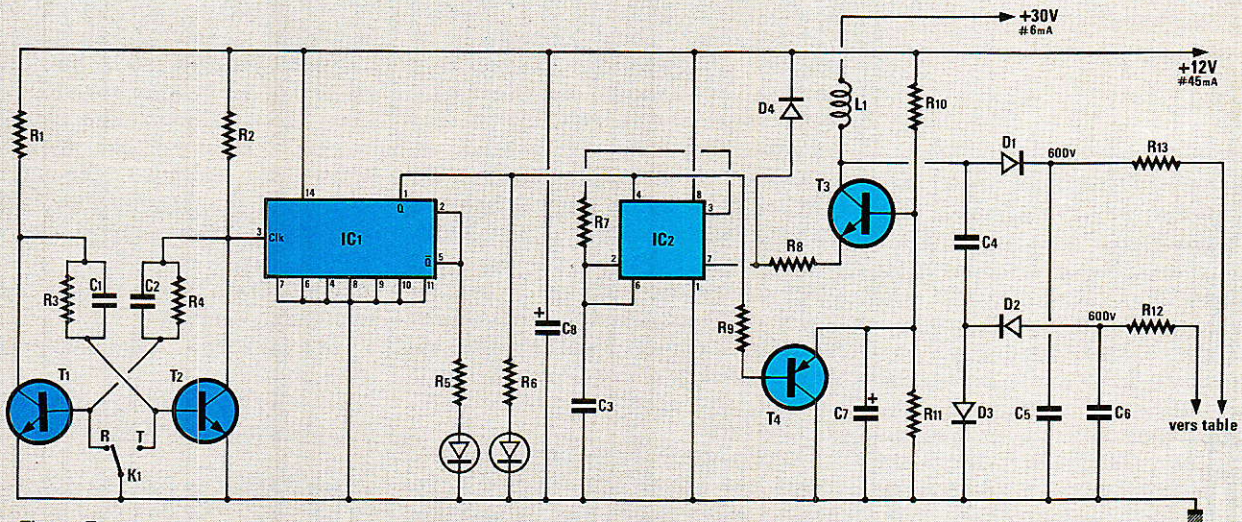 +30V
#6mA
+12V
#45mA
R1
R2
D4
L1
R10
D1
600v
R13
14
1
Q
2
3
Clk
IC1
Q̅
5
7
6
4
8
9
10
11
R7
4
8
3
IC2
2
7
6
1
T3
R8
C4
R3
C1
C2
R4
C8
R9
D2
600v
R12
T1
T2
R5
R6
C3
T4
C7
R11
D3
C5
C6
vers table
R
T
K1
+
+